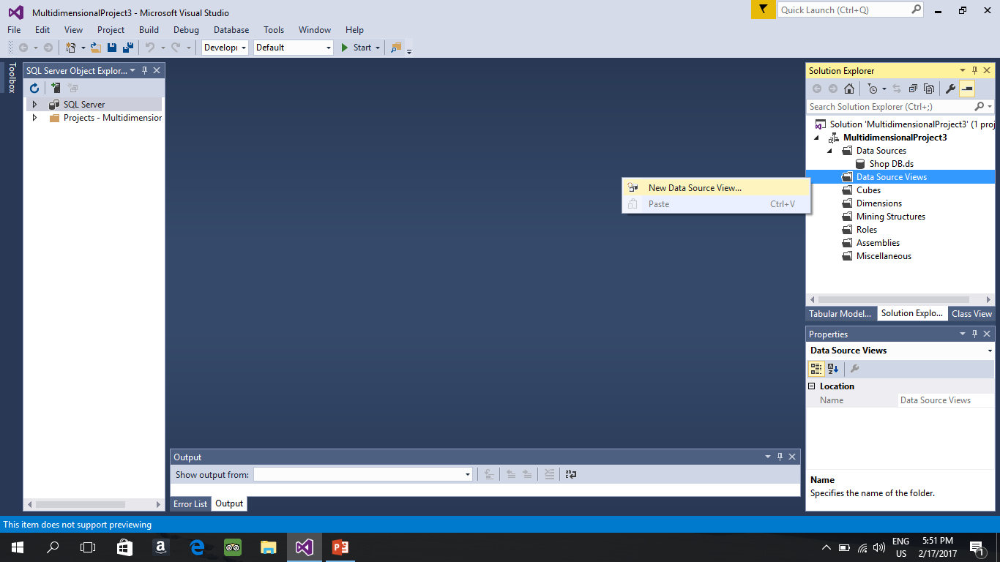 MultidimensionalProject3 - Microsoft Visual Studio
Quick Launch (Ctrl+Q)
File Edit View Project Build Debug Database Tools Window Help
Developi Default Start
Toolbox
SQL Server Object Explor...
SQL Server
Projects - Multidimension
Solution Explorer
Search Solution Explorer (Ctrl+;)
Solution 'MultidimensionalProject3' (1 proj
MultidimensionalProject3
Data Sources
Shop DB.ds
Data Source Views
Cubes
Dimensions
Mining Structures
Roles
Assemblies
Miscellaneous
New Data Source View...
Paste Ctrl+V
Tabular Model... Solution Explo... Class View
Properties
Data Source Views
Location
Name Data Source Views
Name
Specifies the name of the folder.
Output
Show output from:
Error List Output
This item does not support previewing
ENG
US
5:51 PM
2/17/2017
1